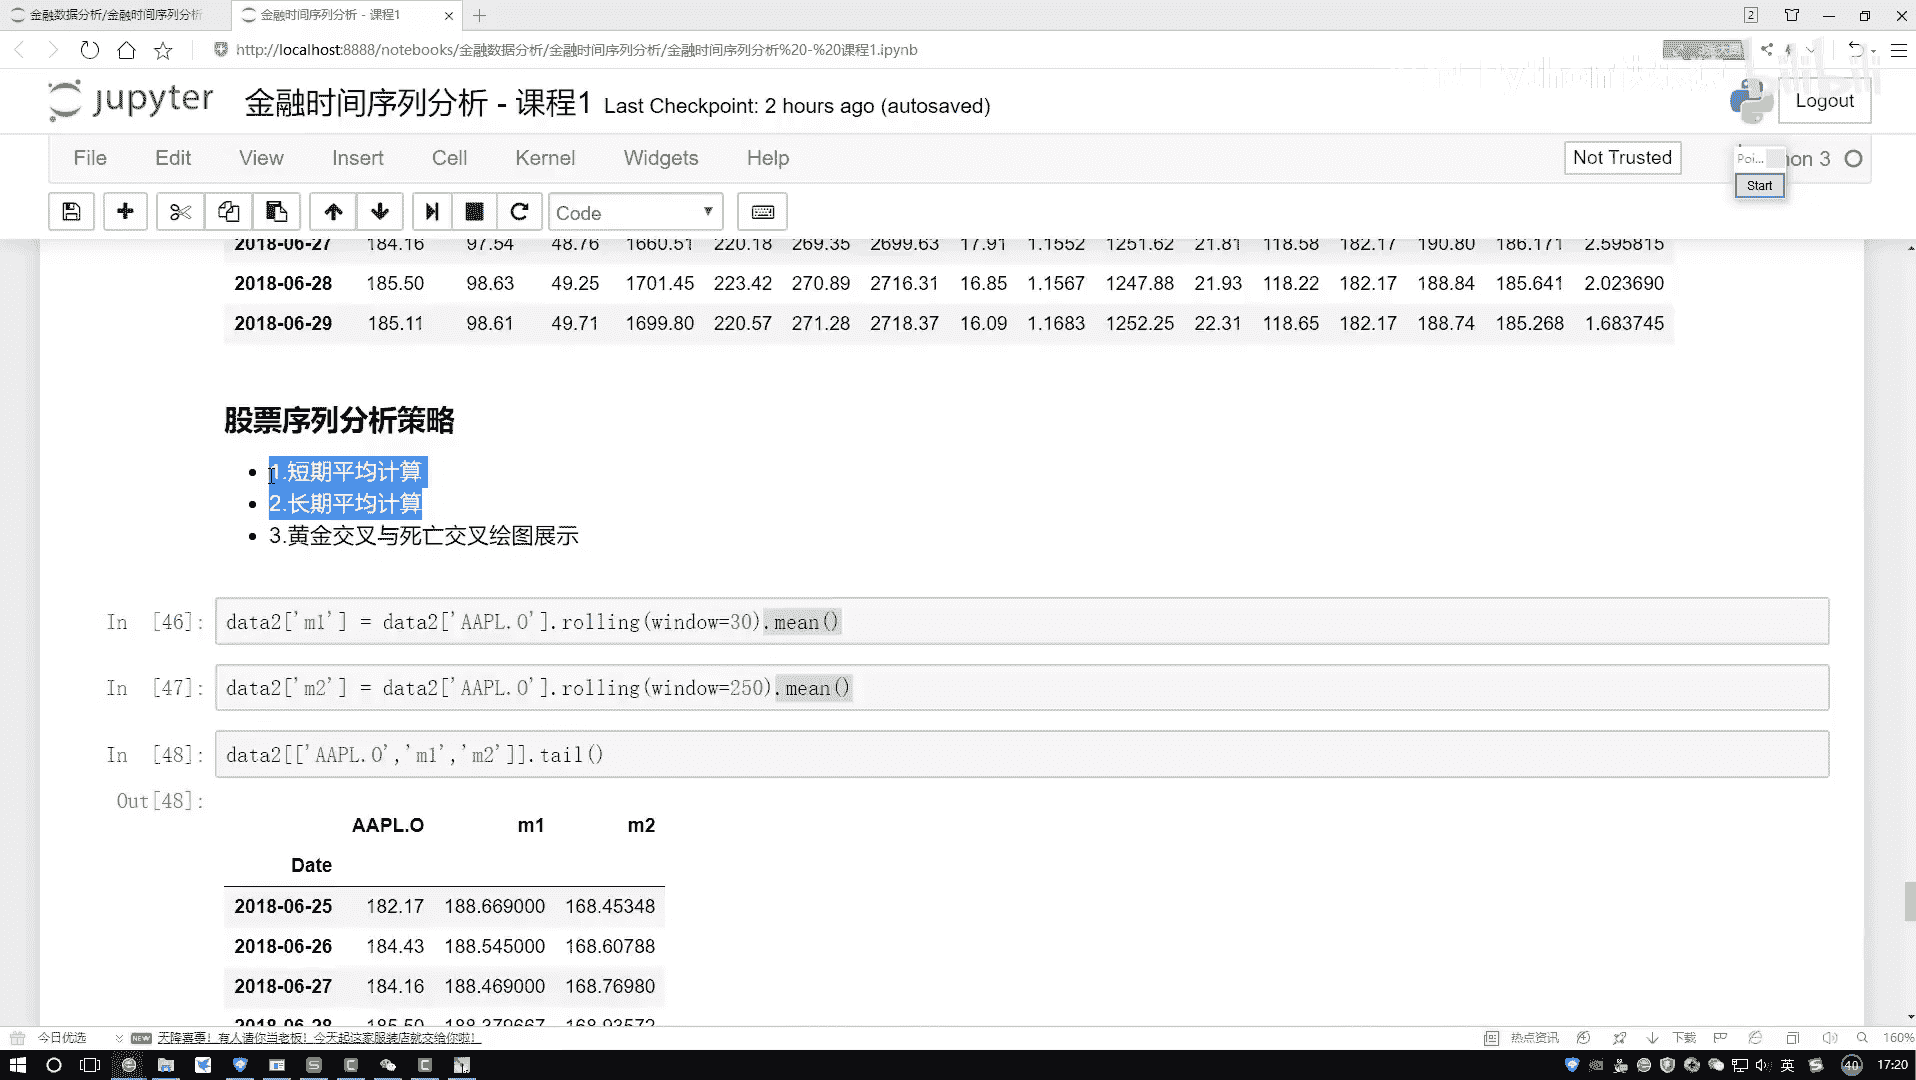 金融数据分析/金融时间序列分析
金融时间序列分析 - 课程1
2
http://localhost:8888/notebooks/金融数据分析/金融时间序列分析/金融时间序列分析%20-%20课程1.ipynb
bilibili
jupyter 金融时间序列分析 - 课程1 Last Checkpoint: 2 hours ago (autosaved)
Logout
File Edit View Insert Cell Kernel Widgets Help
Not Trusted
Poi...
on 3
Start
Code
2018-06-27 184.16 97.54 48.76 1660.51 220.18 269.35 2699.63 17.91 1.1552 1251.62 21.81 118.58 182.17 190.80 186.171 2.595815
2018-06-28 185.50 98.63 49.25 1701.45 223.42 270.89 2716.31 16.85 1.1567 1247.88 21.93 118.22 182.17 188.84 185.641 2.023690
2018-06-29 185.11 98.61 49.71 1699.80 220.57 271.28 2718.37 16.09 1.1683 1252.25 22.31 118.65 182.17 188.74 185.268 1.683745
股票序列分析策略
1.短期平均计算
2.长期平均计算
3.黄金交叉与死亡交叉绘图展示
In [46]: data2['m1'] = data2['AAPL.O'].rolling(window=30).mean()
In [47]: data2['m2'] = data2['AAPL.O'].rolling(window=250).mean()
In [48]: data2[['AAPL.O','m1','m2']].tail()
Out[48]:
AAPL.O m1 m2
Date
2018-06-25 182.17 188.669000 168.45348
2018-06-26 184.43 188.545000 168.60788
2018-06-27 184.16 188.469000 168.76980
2018-06-28 185.50 188.379667 168.93572
今日优选
NEW
天降喜事!有人请你当老板!今天起这家服装店就交给你啦!
热点资讯
下载
160%
英
40
17:20